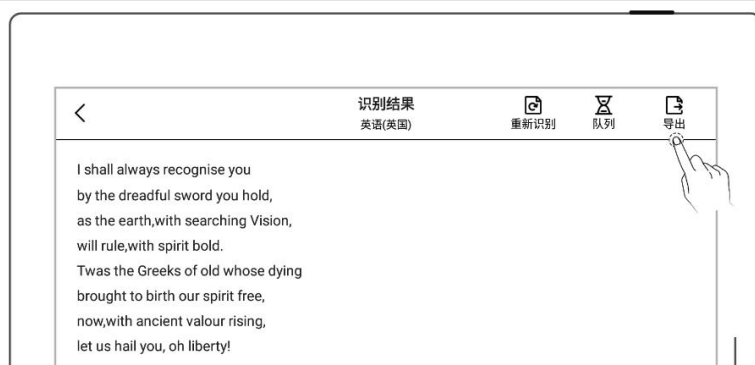 识别结果
英语(英国)
重新识别
队列
导出
I shall always recognise you
by the dreadful sword you hold,
as the earth,with searching Vision,
will rule,with spirit bold.
Twas the Greeks of old whose dying
brought to birth our spirit free,
now,with ancient valour rising,
let us hail you, oh liberty!